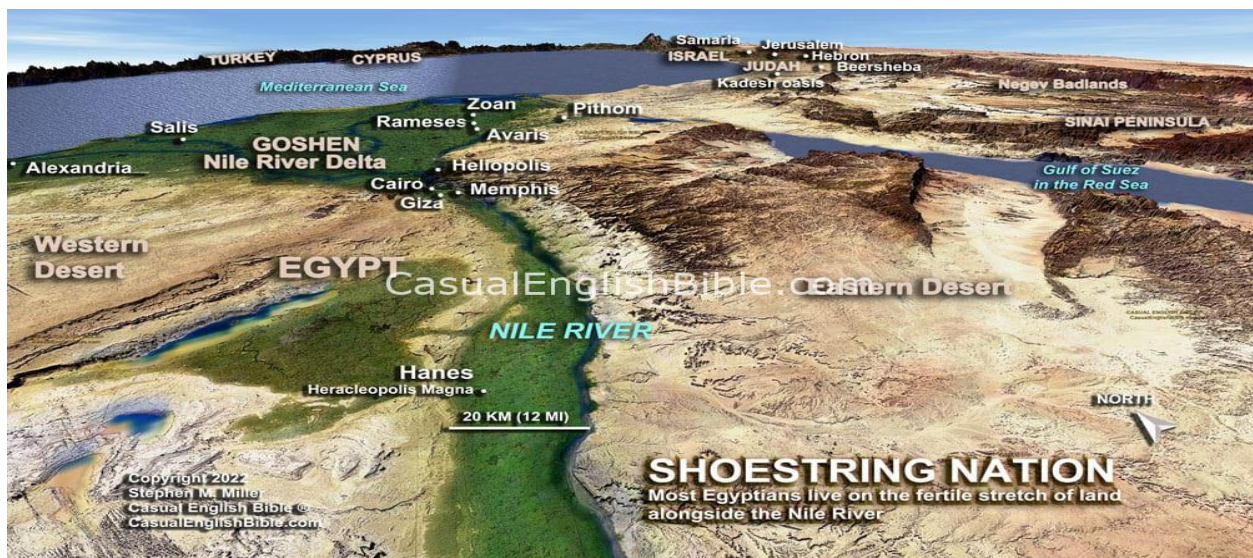 TURKEY
CYPRUS
Mediterranean Sea
Samaria
Jerusalem
ISRAEL
Hebron
JUDAH
Beersheba
Kadesh oasis
Negev Badlands
SINAI PENINSULA
Zoan
Rameses
Pithom
Avaris
Salis
GOSHEN
Nile River Delta
Alexandria
Heliopolis
Cairo
Memphis
Giza
Gulf of Suez
in the Red Sea
Western
Desert
EGYPT
CasualEnglishBible.com
Eastern Desert
NILE RIVER
Hanes
Heracleopolis Magna
20 KM (12 MI)
NORTH
SHOESTRING NATION
Most Egyptians live on the fertile stretch of land
alongside the Nile River
Copyright 2022
Stephen M. Miller
Casual English Bible ®
CasualEnglishBible.com